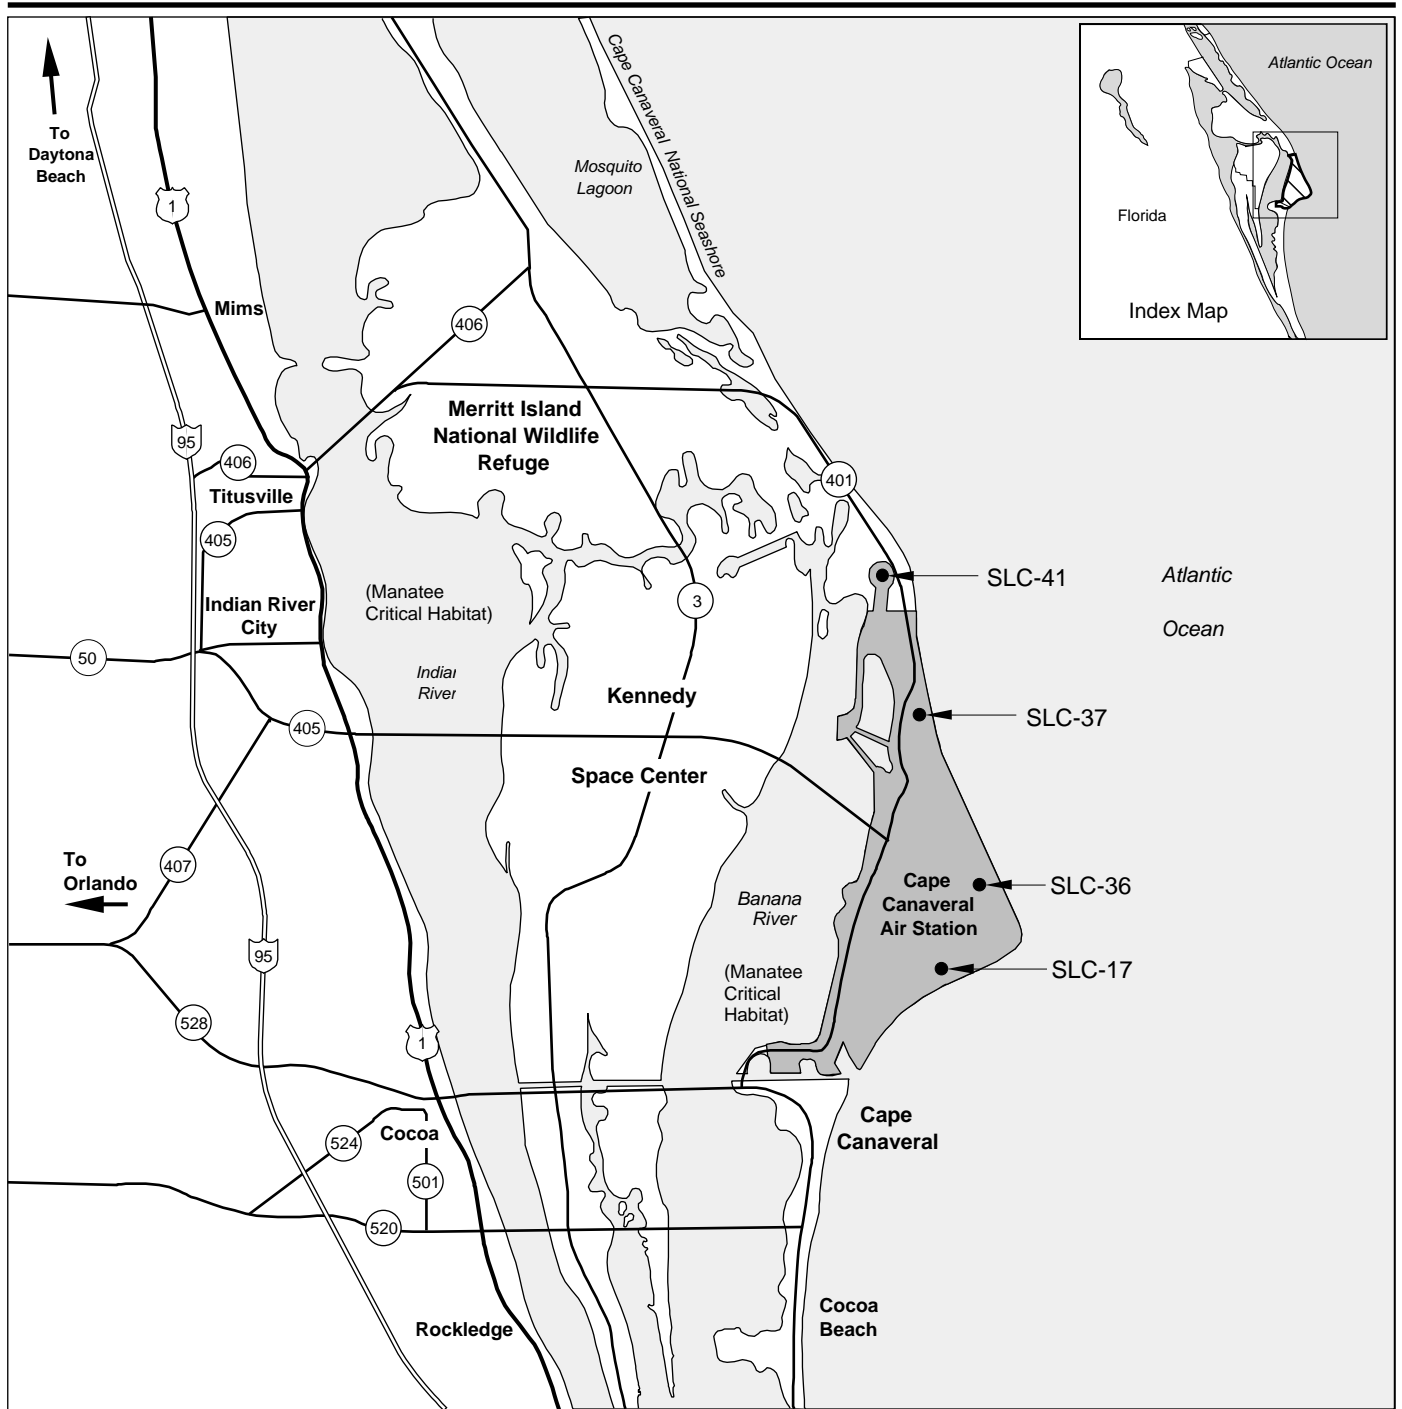 To
Daytona
Beach
1
Mims
95
406
Titusville
405
Indian River
City
50
405
To
Orlando
407
95
528
1
524
Cocoa
501
520
Rockledge
Cape Canaveral National Seashore
Mosquito
Lagoon
406
Merritt Island
National Wildlife
Refuge
401
(Manatee
Critical Habitat)
3
Indian
River
Kennedy
Space Center
Banana
River
(Manatee
Critical
Habitat)
Cape
Canaveral
Air Station
SLC-41
SLC-37
SLC-36
SLC-17
Atlantic
Ocean
Cape
Canaveral
Cocoa
Beach
Atlantic Ocean
Florida
Index Map